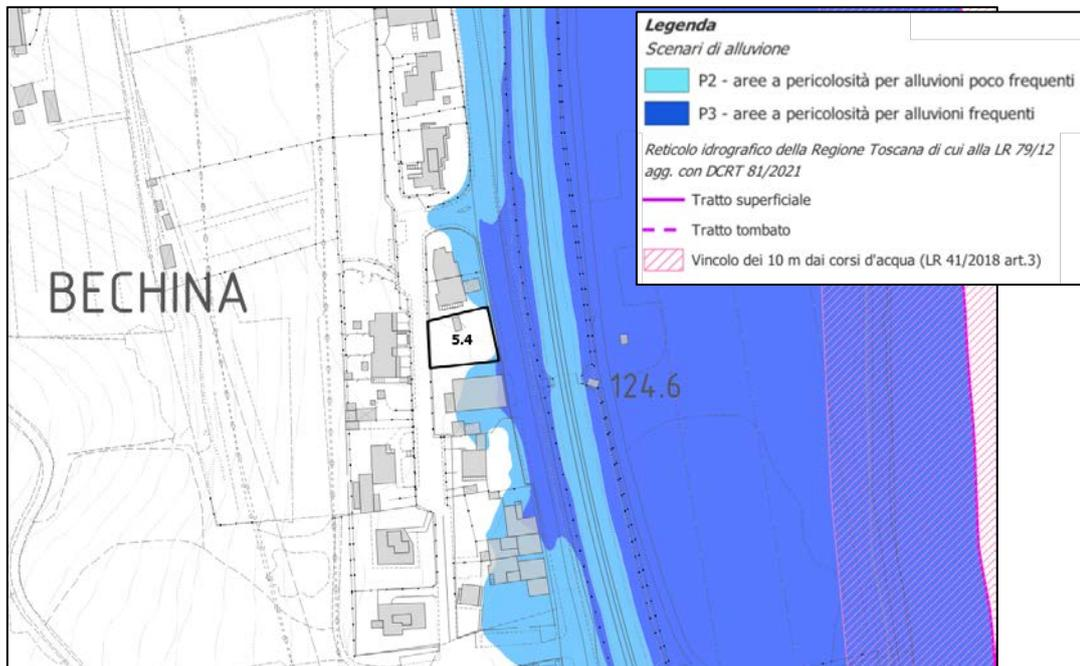 Legenda
Scenari di alluvione
P2 - aree a pericolosità per alluvioni poco frequenti
P3 - aree a pericolosità per alluvioni frequenti
Reticolo idrografico della Regione Toscana di cui alla LR 79/12
agg. con DCRT 81/2021
Tratto superficiale
Tratto tombato
Vincolo dei 10 m dai corsi d'acqua (LR 41/2018 art.3)
BECHINA
5.4
124.6